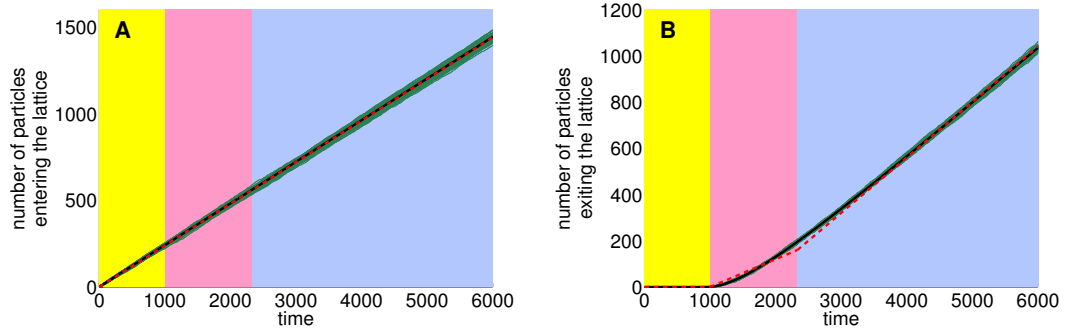 A
number of particles
entering the lattice
1500
1000
500
0
0 1000 2000 3000 4000 5000 6000
time
B
number of particles
exiting the lattice
1200
1000
800
600
400
200
0
0 1000 2000 3000 4000 5000 6000
time